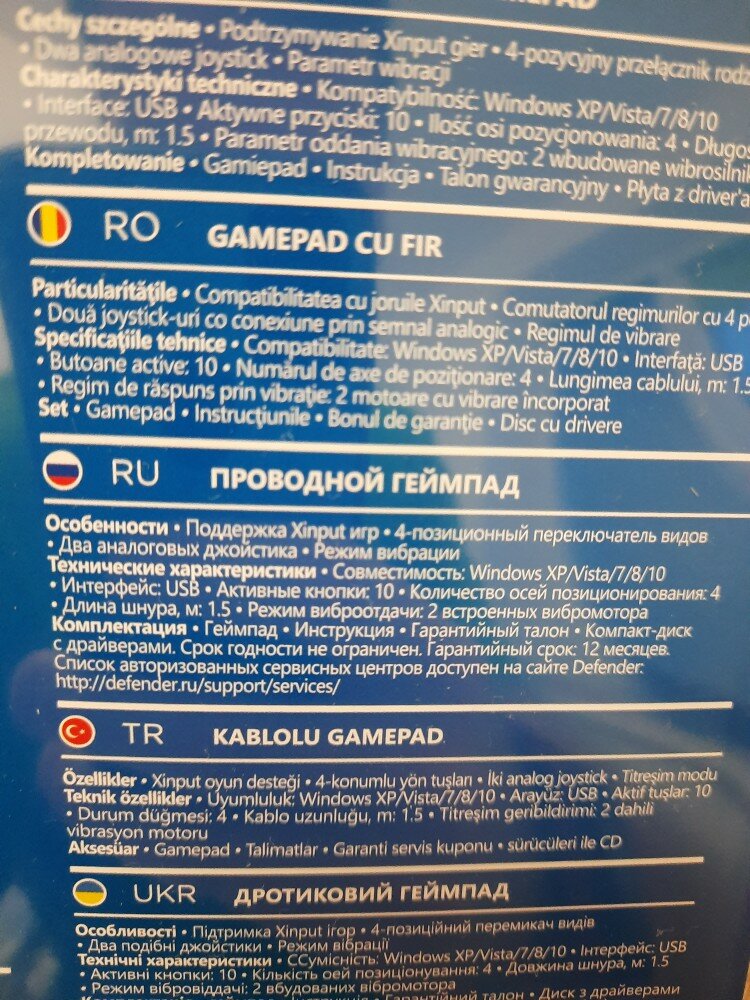 Cechy szczególne • Podtrzymywanie Xinput gier • 4-pozycyjny przełącznik
• Dwa analogowe joystick • Parametr wibracji
Charakterystyki techniczne • Kompatybilność: Windows XP/Vista/7/8/10
• Interface: USB • Aktywne przyciski: 10 • Ilość osi pozycjonowania: 4 •
przewodu, m: 1.5 • Parametr oddania wibracyjnego: 2 wbudowane
Kompletowanie • Gamiepad • Instrukcja • Talon gwarancyjny • Płyta z driver'a
RO GAMEPAD CU FIR
Particularitățile • Compatibilitatea cu joruile Xinput • Comutatorul regimurilor cu 4
• Două joystick-uri co conexiune prin semnal analogic • Regimul de vibrare
Specificațiile tehnice • Compatibilitate: Windows XP/Vista/7/8/10 • Interfață: USB
• Butoane active: 10 • Numărul de axe de poziționare: 4 • Lungimea cablului, m: 1.5
• Regim de răspuns prin vibrație: 2 motoare cu vibrare incorporat
Set • Gamepad • Instrucțiunile • Bonul de garanție • Disc cu drivere
RU ПРОВОДНОЙ ГЕЙМПАД
Особенности • Поддержка Xinput игр • 4-позиционный переключатель видов
• Два аналоговых джойстика • Режим вибрации
Технические характеристики • Совместимость: Windows XP/Vista/7/8/10
• Интерфейс: USB • Активные кнопки: 10 • Количество осей позиционирования: 4
• Длина шнура, м: 1.5 • Режим виброотдачи: 2 встроенных вибромотора
Комплектация • Геймпад • Инструкция • Гарантийный талон • Компакт-диск
с драйверами. Срок годности не ограничен. Гарантийный срок: 12 месяцев.
Список авторизованных сервисных центров доступен на сайте Defender:
http://defender.ru/support/services/
TR KABLOLU GAMEPAD
Özellikler • Xinput oyun desteği • 4-konumlu yön tuşları • İki analog joystick • Titreşim modu
Teknik özellikler • Uyumluluk: Windows XP/Vista/7/8/10 • Arayüz: USB • Aktif tuşlar: 10
• Durum düğmesi: 4 • Kablo uzunluğu, m: 1.5 • Titreşim geribildirimi: 2 dahili
vibrasyon motoru
Aksesüar • Gamepad • Talimatlar • Garanti servis kuponu • sürücüleri ile CD
UKR ДРОТИКОВИЙ ГЕЙМПАД
Особливості • Підтримка Xinput ігор • 4-позиційний перемикач видів
• Два подібні джойстики • Режим вібрації
Технічні характеристики • ССумісність: Windows XP/Vista/7/8/10 • Інтерфейс: USB
• Активні кнопки: 10 • Кількість оей позиціонування: 4 • Довжина шнура, м: 1.5
• Режим вібровіддачі: 2 вбудованих вібромотора